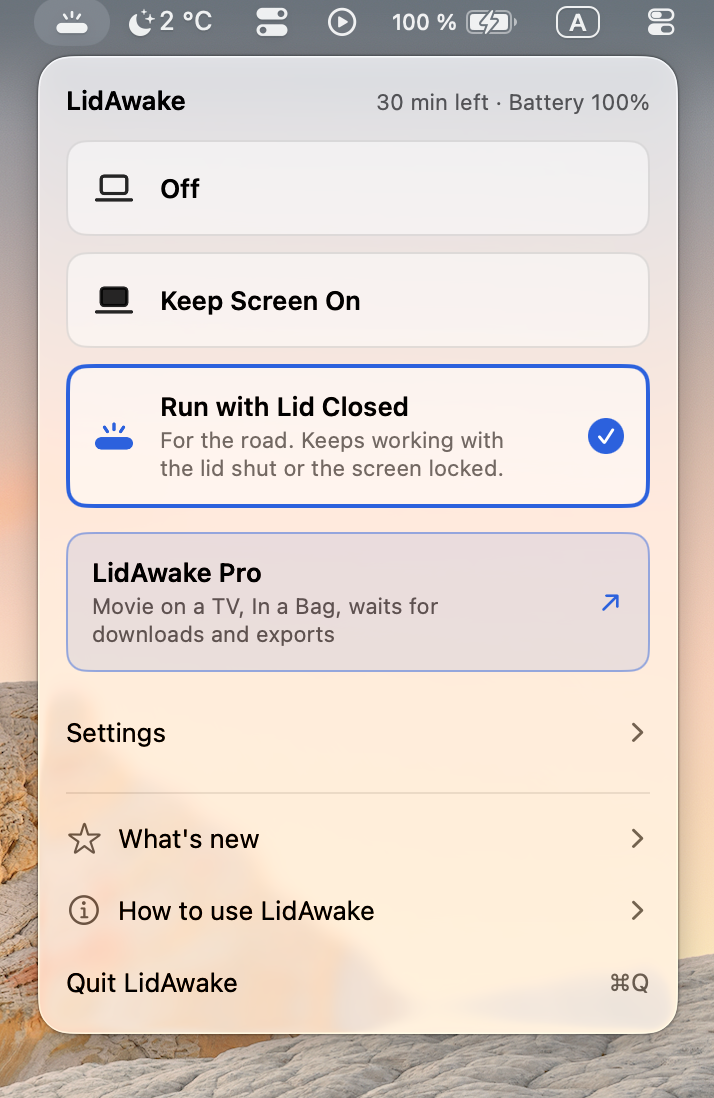 2 °C
100 %
A
LidAwake
30 min left · Battery 100%
Off
Keep Screen On
Run with Lid Closed
For the road. Keeps working with
the lid shut or the screen locked.
LidAwake Pro
Movie on a TV, In a Bag, waits for
downloads and exports
Settings
What's new
How to use LidAwake
Quit LidAwake
⌘Q